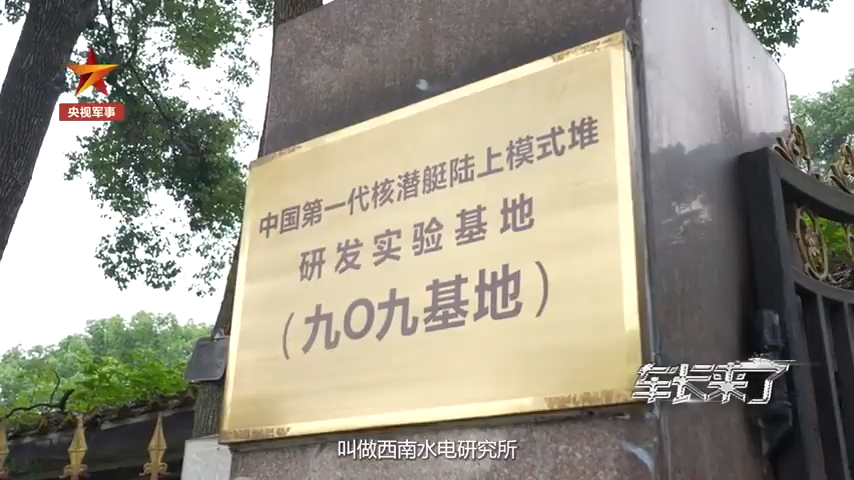 央视军事
中国第一代核潜艇陆上模式堆
研发实验基地
(九〇九基地)
车长来了
叫做西南水电研究所